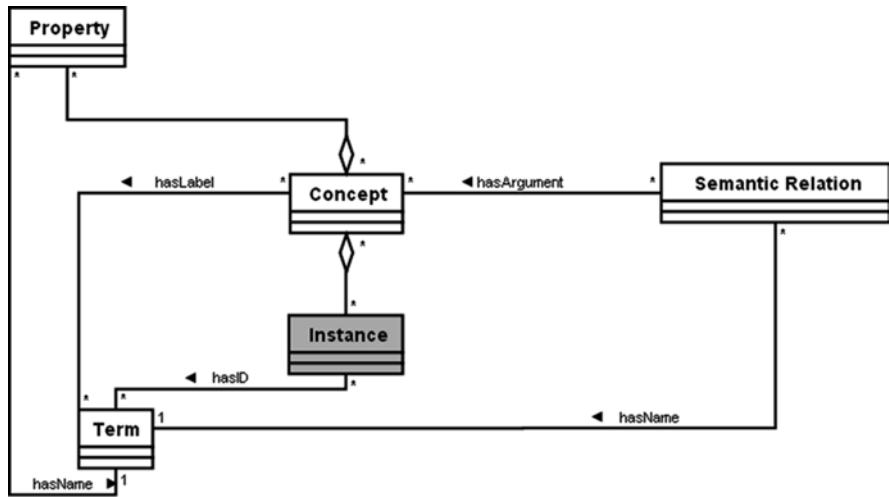 Property
* *
*
◄ hasLabel *
Concept
* ◄ hasArgument *
Semantic Relation
*
*
*
Instance
◄ hasID
*
* *
Term
1
◄ hasName
hasName ►
1